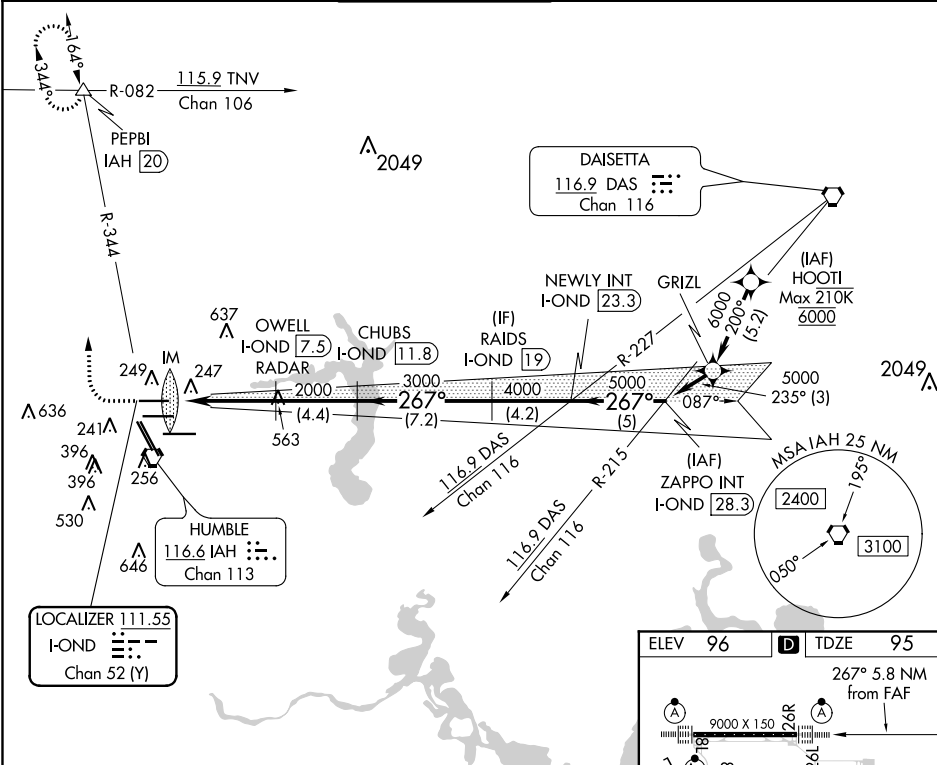 164°
344°
R-082
115.9 TNV
Chan 106
PEPBI
IAH 20
R-344
2049
DAISETTA
116.9 DAS
Chan 116
(IAF)
HOOTI
Max 210K
6000
GRIZL
6000
200°
(5.2)
NEWLY INT
I-OND 23.3
(IF)
RAIDS
I-OND 19
CHUBS
I-OND 11.8
OWELL
I-OND 7.5
RADAR
637
IM
249
247
2000
3000
4000
5000
R-227
267°
267°
087°
(4.4)
(7.2)
(4.2)
(5)
5000
235° (3)
2049
563
636
241
396
396
256
530
646
116.9 DAS
Chan 116
R-215
116.9 DAS
Chan 116
(IAF)
ZAPPO INT
I-OND 28.3
MSA IAH 25 NM
195°
2400
3100
050°
HUMBLE
116.6 IAH
Chan 113
LOCALIZER 111.55
I-OND
Chan 52 (Y)
ELEV 96 D TDZE 95
267° 5.8 NM
from FAF
A
A
9000 X 150
26R
26L